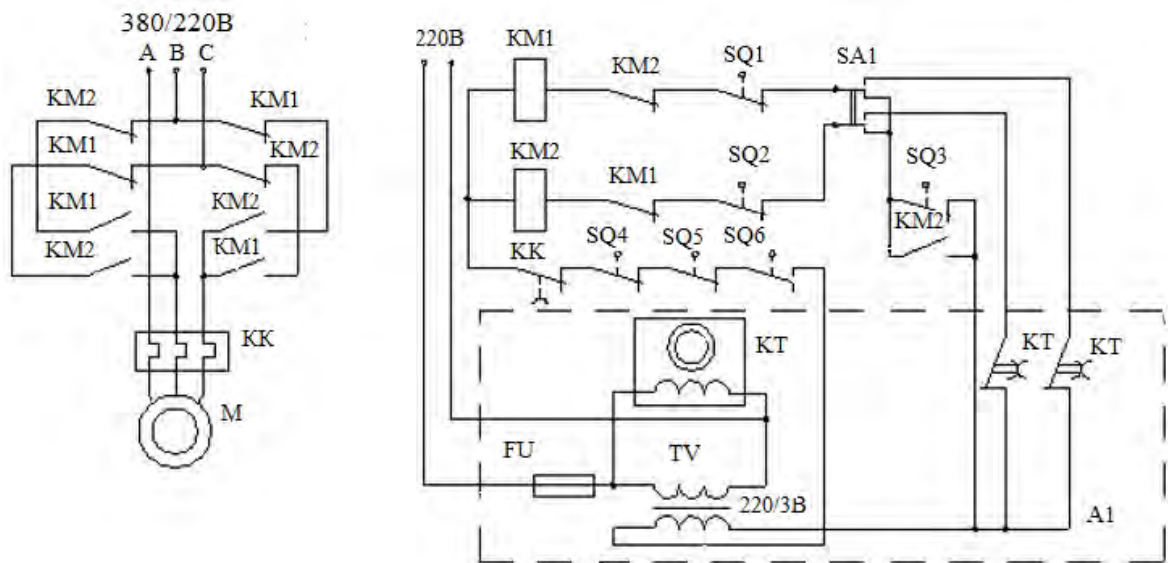 380/220В
A B C
KM2
KM1
KM1
KM2
KM1
KM2
KM2
KM1
KK
M
220В
KM1
KM2
SQ1
SA1
KM2
KM1
SQ2
SQ3
KM2
KK
SQ4
SQ5
SQ6
KT
KT
KT
FU
TV
220/3В
A1